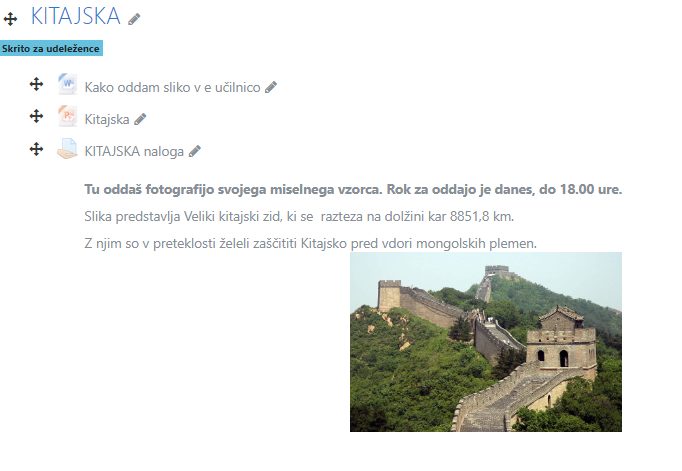 KITAJSKA
Skrito za udeležence
Kako oddam sliko v e učilnico
Kitajska
KITAJSKA naloga
Tu oddaš fotografijo svojega miselnega vzorca. Rok za oddajo je danes, do 18.00 ure.
Slika predstavlja Veliki kitajski zid, ki se razteza na dolžini kar 8851,8 km.
Z njim so v preteklosti želeli zaščititi Kitajsko pred vdori mongolskih plemen.